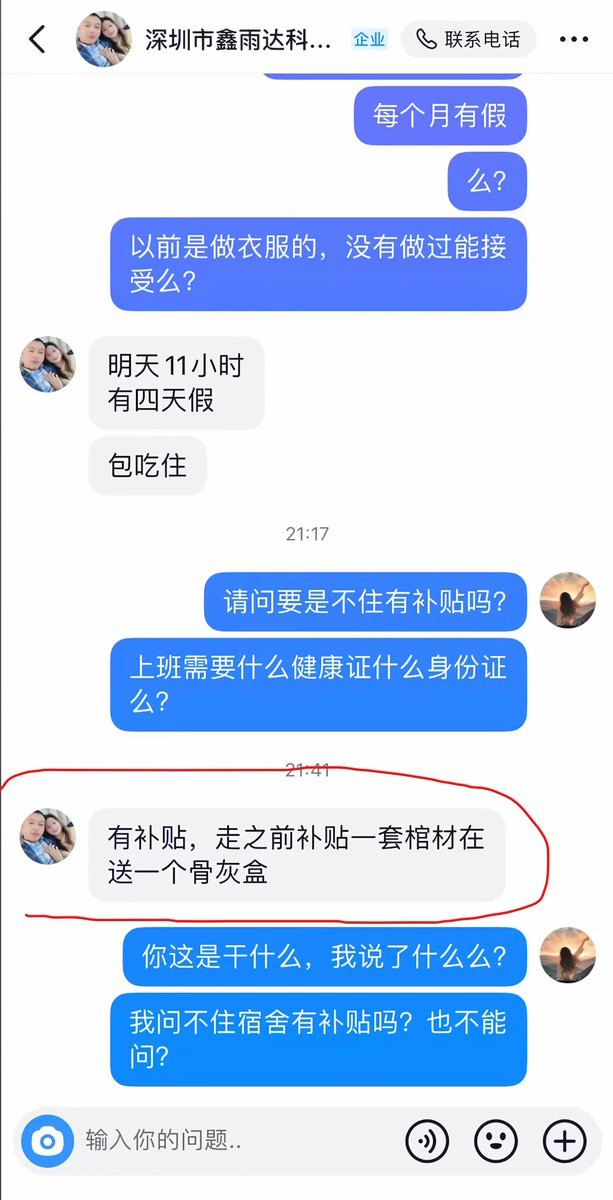 深圳市鑫雨达科...
企业
联系电话
每个月有假
么?
以前是做衣服的，没有做过能接
受么?
明天11小时
有四天假
包吃住
21:17
请问要是不住有补贴吗?
上班需要什么健康证什么身份证
么?
21:41
有补贴，走之前补贴一套棺材在
送一个骨灰盒
你这是干什么，我说了什么么?
我问不住宿舍有补贴吗？也不能
问?
输入你的问题..